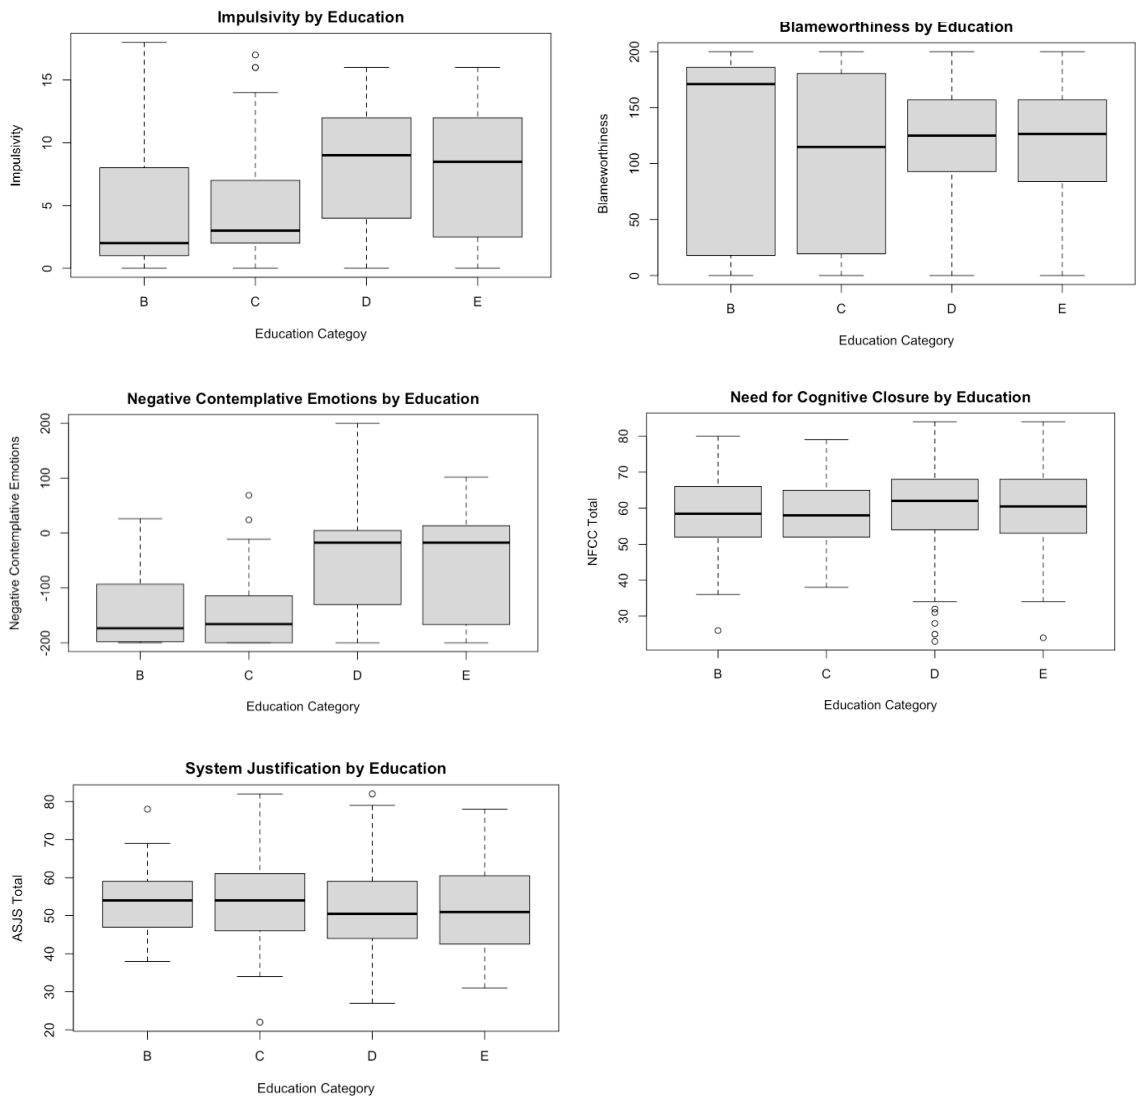 Impulsivity by Education
Impulsivity
15
10
5
0
B C D E
Education Categoy
Blameworthiness by Education
Blameworthiness
200
150
100
50
0
B C D E
Education Category
Negative Contemplative Emotions by Education
Negative Contemplative Emotions
200
100
0
-100
-200
B C D E
Education Category
Need for Cognitive Closure by Education
NFCC Total
80
70
60
50
40
30
B C D E
Education Category
System Justification by Education
ASJS Total
80
70
60
50
40
30
20
B C D E
Education Category